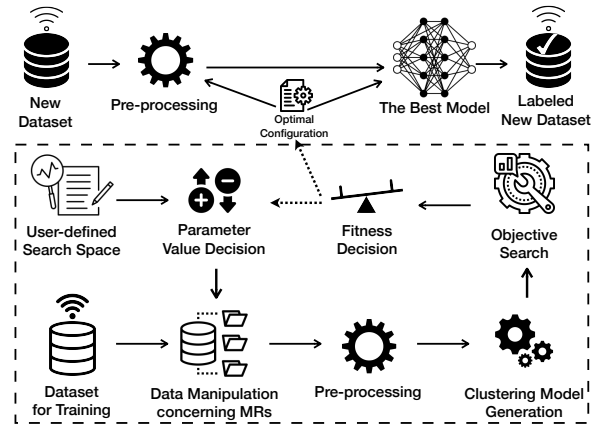 New
Dataset
Pre-processing
Optimal
Configuration
The Best Model
Labeled
New Dataset
User-defined
Search Space
Parameter
Value Decision
Fitness
Decision
Objective
Search
Dataset
for Training
Data Manipulation
concerning MRs
Pre-processing
Clustering Model
Generation